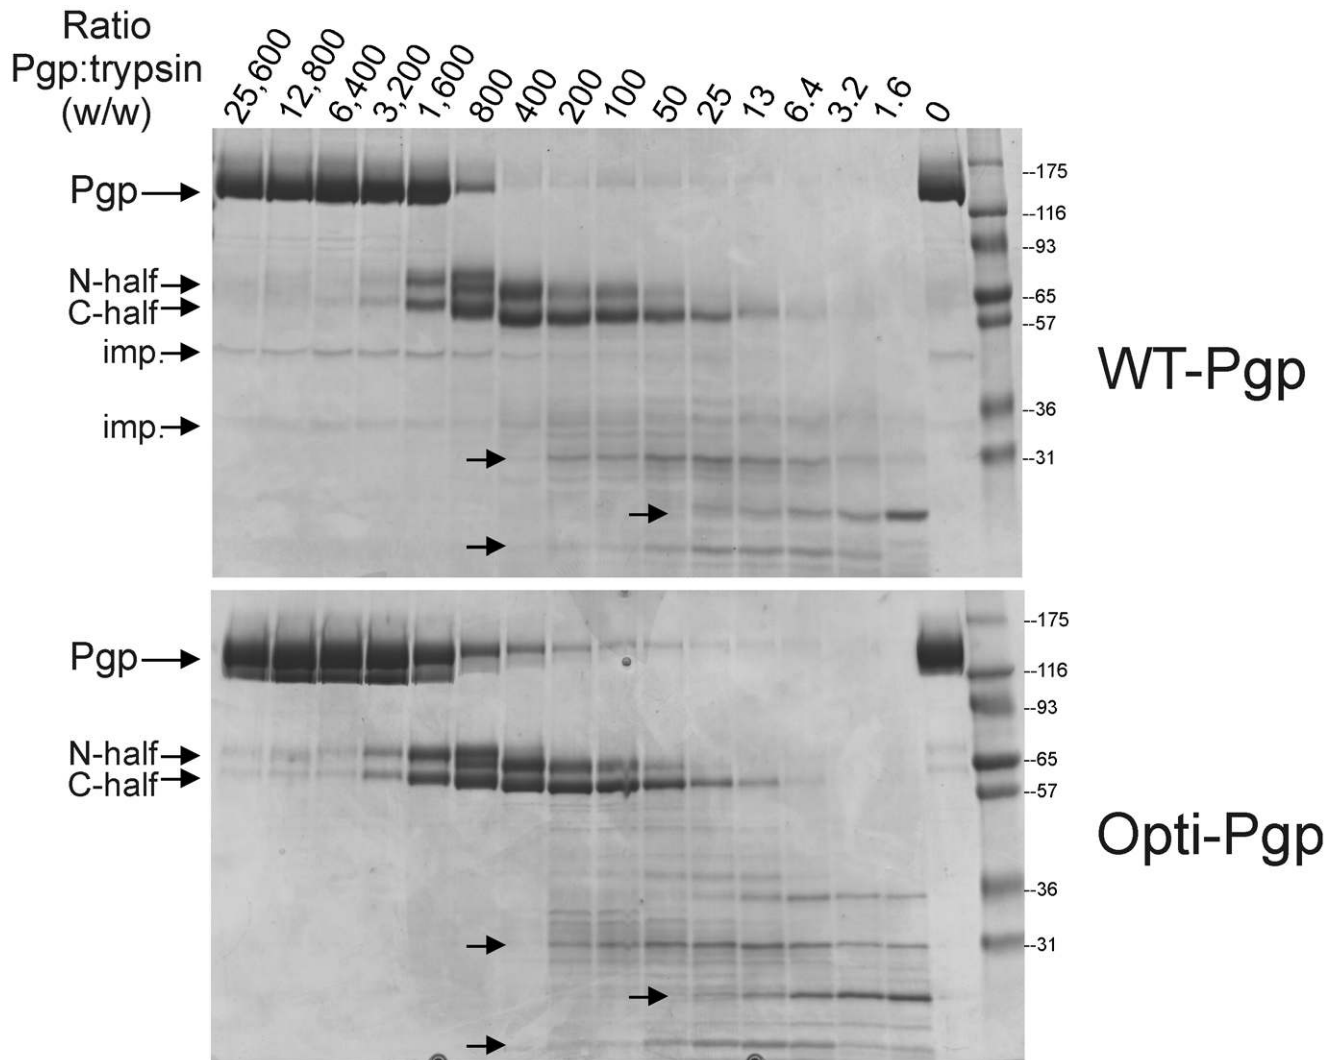 Ratio
Pgp:trypsin
(w/w)
25,600
12,800
6,400
3,200
1,600
800
400
200
100
50
25
13
6.4
3.2
1.6
0
Pgp
N-half
C-half
imp.
imp.
--175
--116
--93
--65
--57
--36
--31
WT-Pgp
Pgp
N-half
C-half
--175
--116
--93
--65
--57
--36
--31
Opti-Pgp